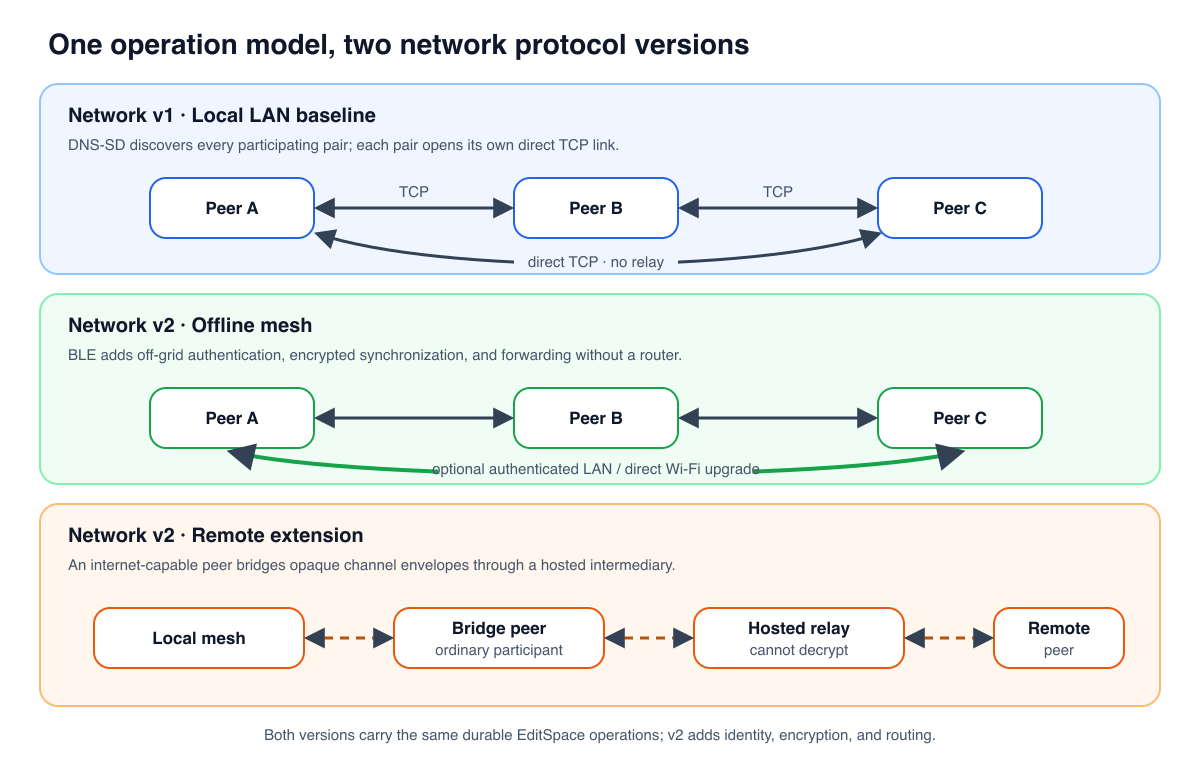 One operation model, two network protocol versions
Network v1 · Local LAN baseline
DNS-SD discovers every participating pair; each pair opens its own direct TCP link.
TCP
TCP
Peer A
Peer B
Peer C
direct TCP · no relay
Network v2 · Offline mesh
BLE adds off-grid authentication, encrypted synchronization, and forwarding without a router.
Peer A
Peer B
Peer C
optional authenticated LAN / direct Wi-Fi upgrade
Network v2 · Remote extension
An internet-capable peer bridges opaque channel envelopes through a hosted intermediary.
Local mesh
Bridge peer
ordinary participant
Hosted relay
cannot decrypt
Remote
peer
Both versions carry the same durable EditSpace operations; v2 adds identity, encryption, and routing.